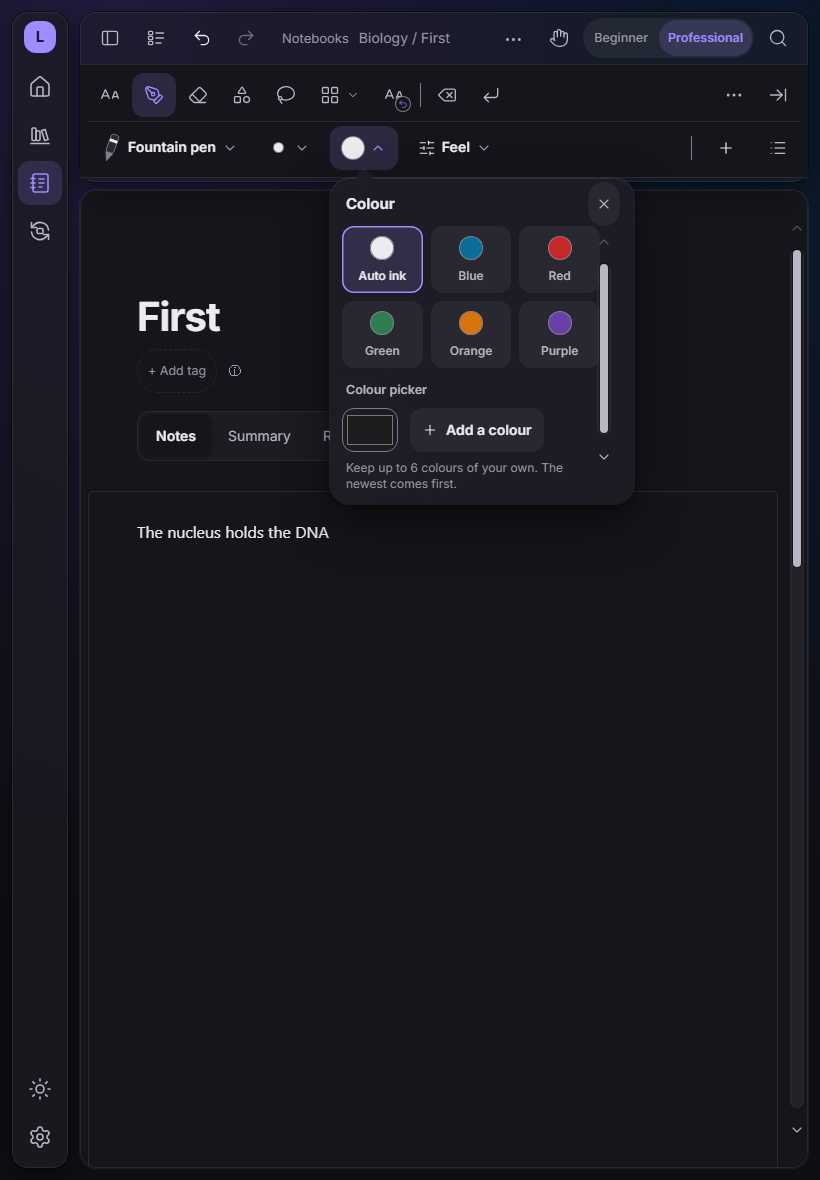 L
Notebooks Biology / First
Beginner Professional
Fountain pen
Feel
Colour
Auto ink Blue Red
Green Orange Purple
Colour picker
+ Add a colour
Keep up to 6 colours of your own. The
newest comes first.
First
+ Add tag
Notes Summary R
The nucleus holds the DNA